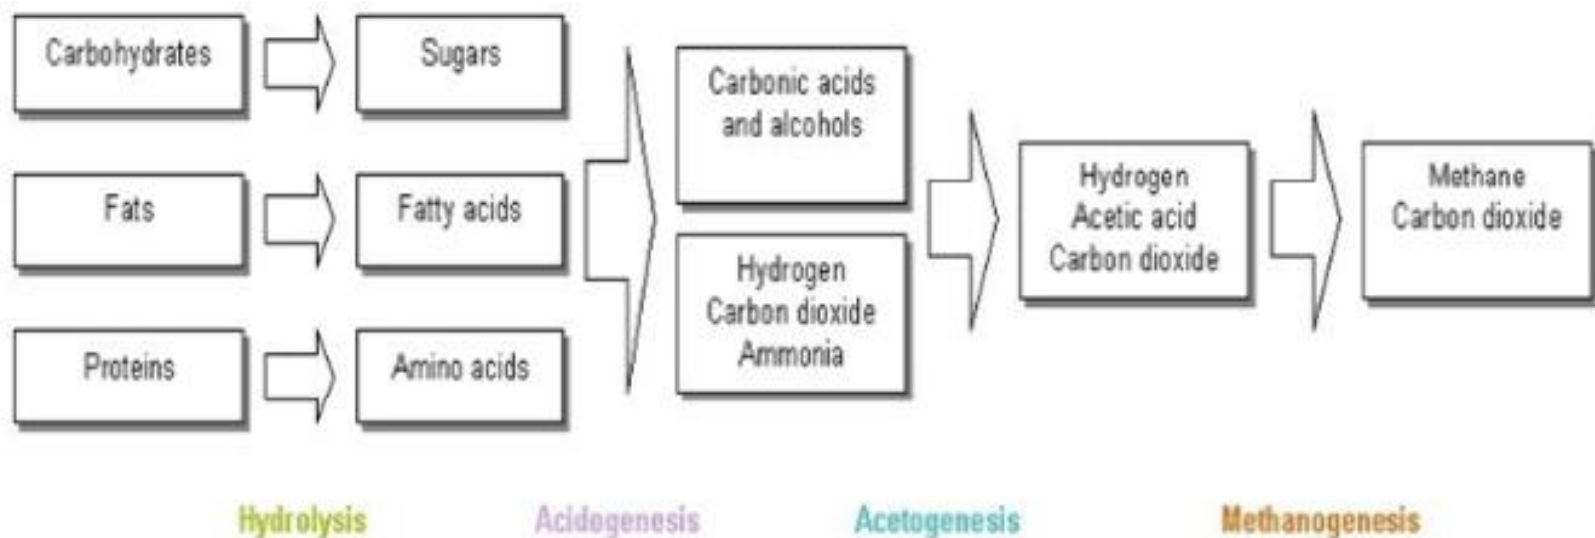 Carbohydrates
Sugars
Fats
Fatty acids
Proteins
Amino acids
Carbonic acids
and alcohols
Hydrogen
Carbon dioxide
Ammonia
Hydrogen
Acetic acid
Carbon dioxide
Methane
Carbon dioxide
Hydrolysis
Acidogenesis
Acetogenesis
Methanogenesis